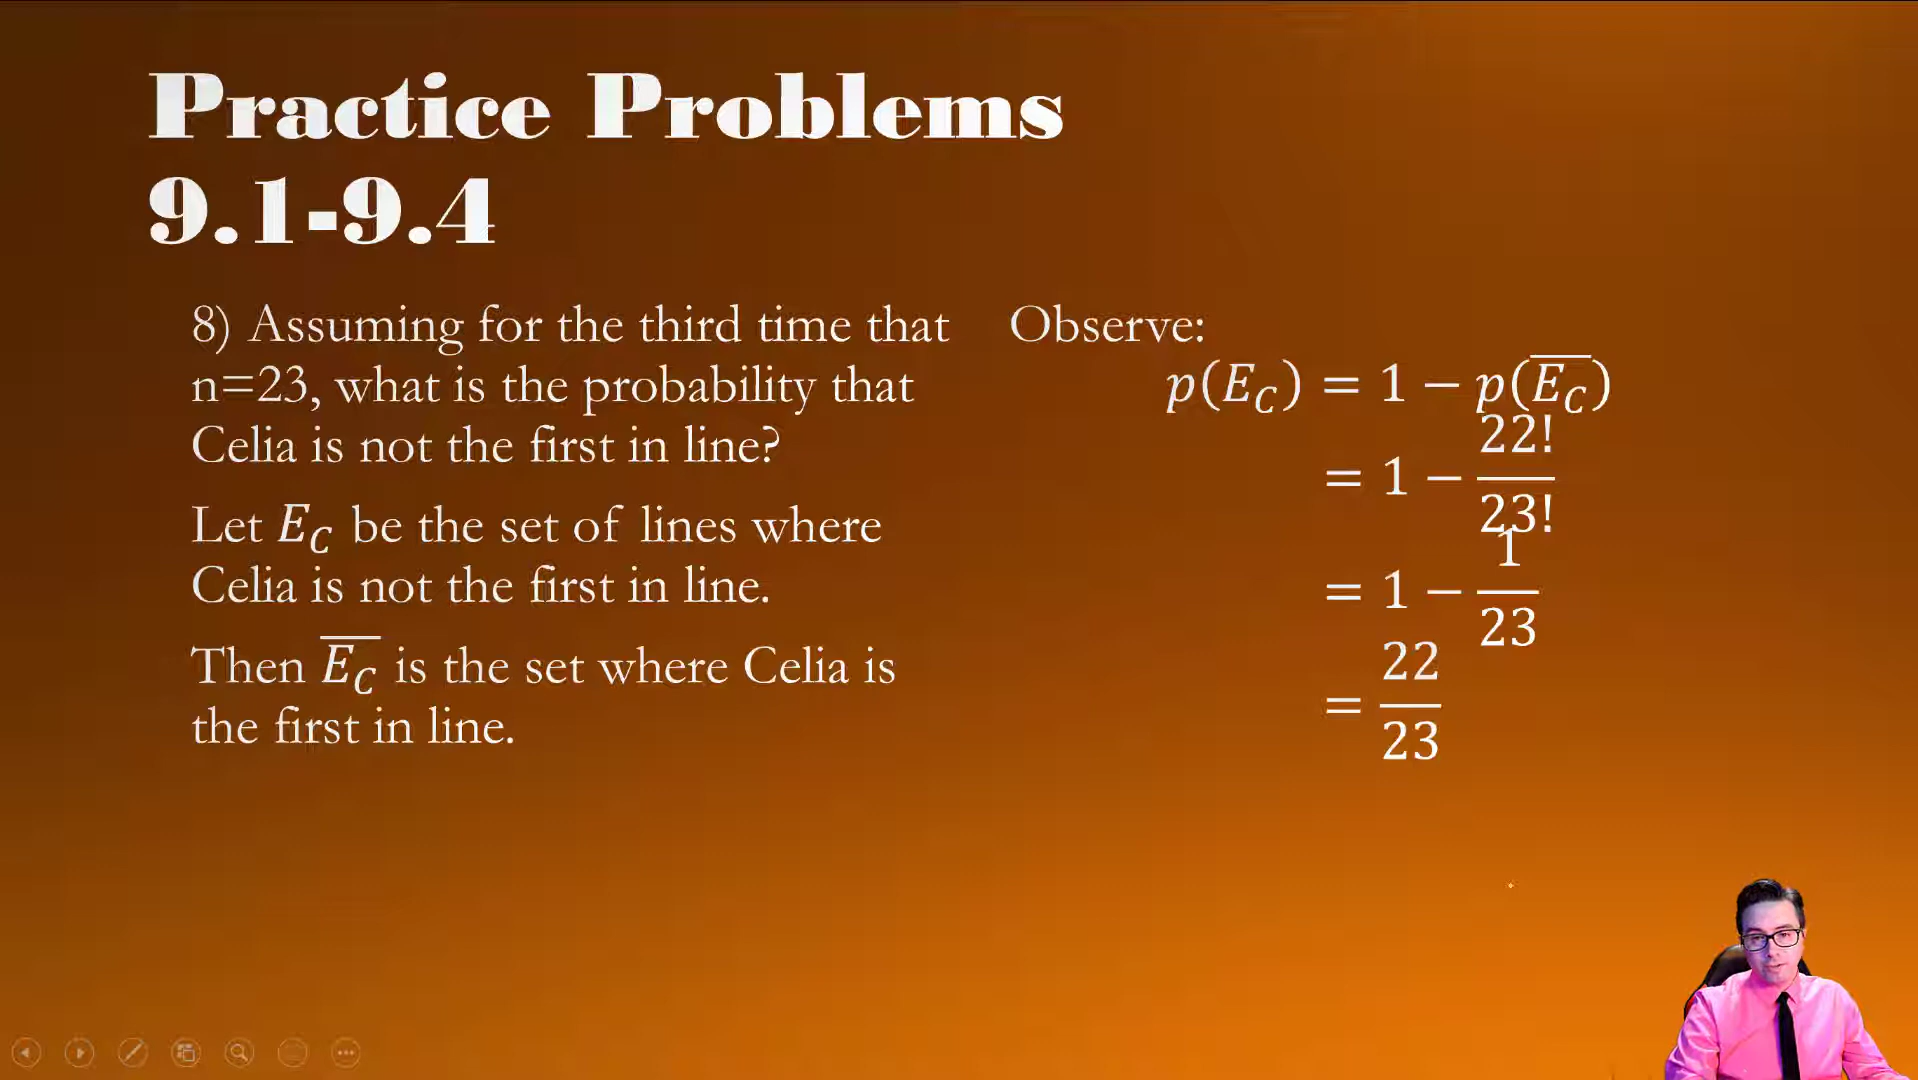 Practice Problems
9.1-9.4
8) Assuming for the third time that
n=23, what is the probability that
Celia is not the first in line?
Let $E_C$ be the set of lines where
Celia is not the first in line.
Then $\overline{E_C}$ is the set where Celia is
the first in line.
Observe:
$p(E_C) = 1 - p(\overline{E_C})$
$= 1 - \frac{22!}{23!}$
$= 1 - \frac{1}{23}$
$= \frac{22}{23}$